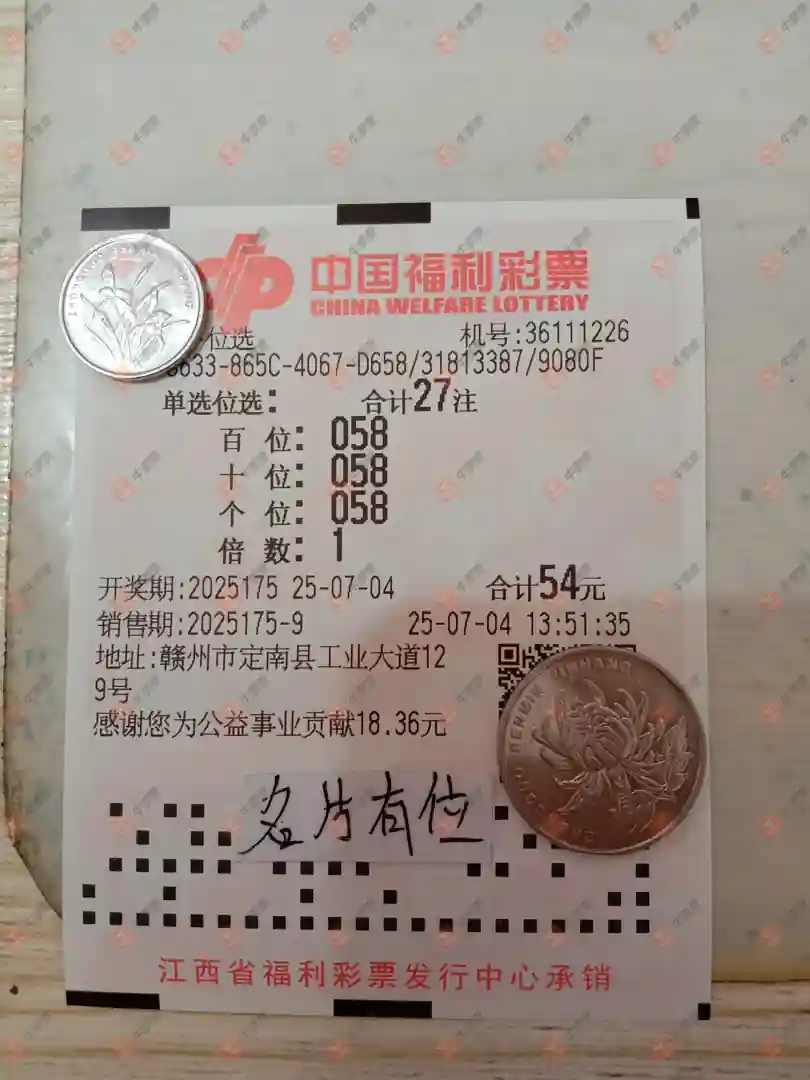 中国福利彩票
CHINA WELFARE LOTTERY
位选 机号:36111226
633-865C-4067-D658/31813387/9080F
单选位选: 合计27注
百 位: 058
十 位: 058
个 位: 058
倍 数: 1
开奖期:2025175 25-07-04 合计54元
销售期:2025175-9 25-07-04 13:51:35
地址:赣州市定南县工业大道12
9号
感谢您为公益事业贡献18.36元
名片有位
江西省福利彩票发行中心承销